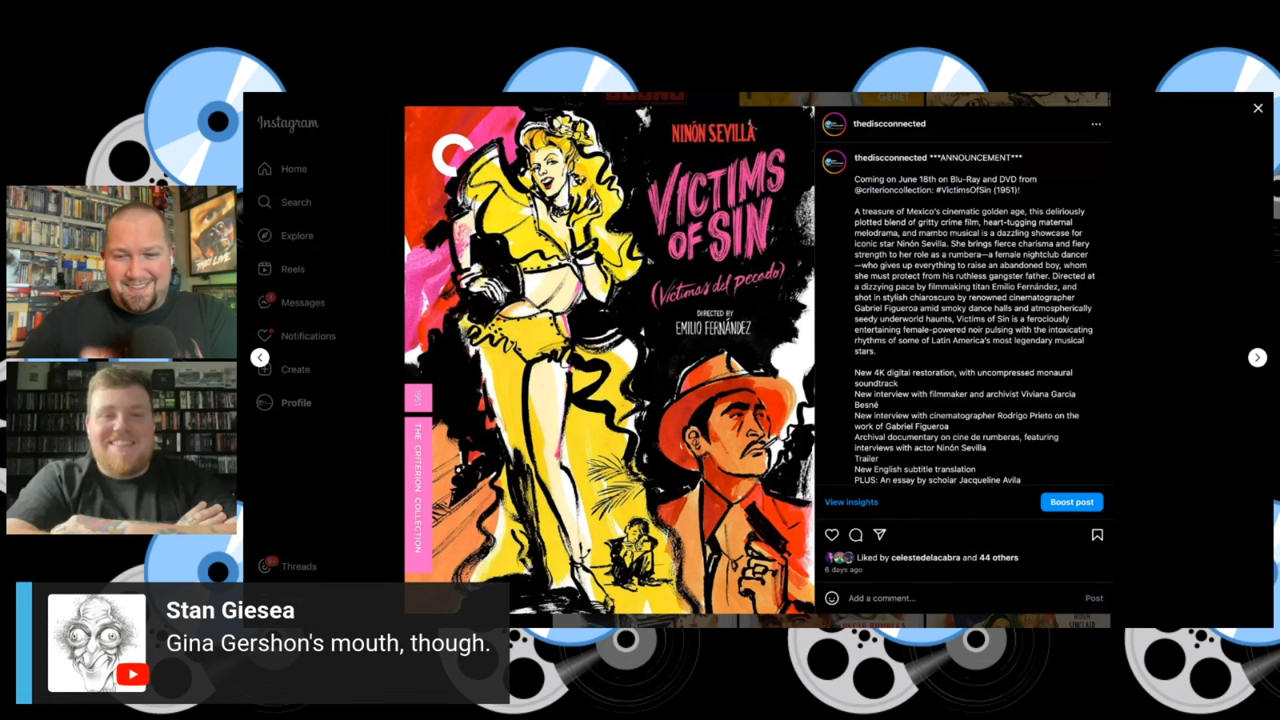 Instagram
Home
Search
Explore
Reels
Messages
Notifications
Create
Profile
Threads
GENET
NINÓN SEVILLA
VICTIMS
OF SIN
(Víctimas del pecado)
DIRECTED BY
EMILIO FERNÁNDEZ
1951
THE CRITERION COLLECTION
THEY LIVE
thediscconnected
thediscconnected ***ANNOUNCEMENT***
Coming on June 18th on Blu-Ray and DVD from
@criterioncollection: #VictimsOfSin (1951)!
A treasure of Mexico's cinematic golden age, this deliriously
plotted blend of gritty crime film, heart-tugging maternal
melodrama, and mambo musical is a dazzling showcase for
iconic star Ninón Sevilla. She brings fierce charisma and fiery
strength to her role as a rumbera—a female nightclub dancer
—who gives up everything to raise an abandoned boy, whom
she must protect from his ruthless gangster father. Directed at
a dizzying pace by filmmaking titan Emilio Fernández, and
shot in stylish chiaroscuro by renowned cinematographer
Gabriel Figueroa amid smoky dance halls and atmospherically
seedy underworld haunts, Victims of Sin is a ferociously
entertaining female-powered noir pulsing with the intoxicating
rhythms of some of Latin America's most legendary musical
stars.
New 4K digital restoration, with uncompressed monaural
soundtrack
New interview with filmmaker and archivist Viviana García
Besné
New interview with cinematographer Rodrigo Prieto on the
work of Gabriel Figueroa
Archival documentary on cine de rumberas, featuring
interviews with actor Ninón Sevilla
Trailer
New English subtitle translation
PLUS: An essay by scholar Jacqueline Avila
View insights
Boost post
Liked by celestedelacabra and 44 others
6 days ago
Add a comment...
Post
Stan Giesea
Gina Gershon's mouth, though.